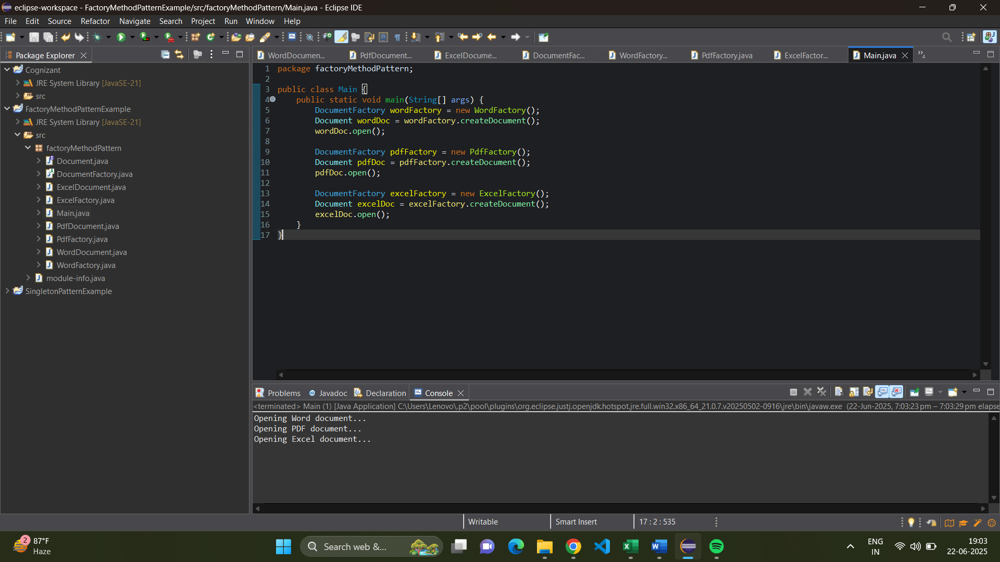 eclipse-workspace - FactoryMethodPatternExample/src/factoryMethodPattern/Main.java - Eclipse IDE
File Edit Source Refactor Navigate Search Project Run Window Help
Package Explorer
Cognizant
JRE System Library [JavaSE-21]
src
FactoryMethodPatternExample
JRE System Library [JavaSE-21]
src
factoryMethodPattern
Document.java
DocumentFactory.java
ExcelDocument.java
ExcelFactory.java
Main.java
PdfDocument.java
PdfFactory.java
WordDocument.java
WordFactory.java
module-info.java
SingletonPatternExample
WordDocumen... PdfDocument... ExcelDocume... DocumentFac... WordFactory... PdfFactory.java ExcelFactor... Main.java »4
1 package factoryMethodPattern;
2
3 public class Main {
4 public static void main(String[] args) {
5 DocumentFactory wordFactory = new WordFactory();
6 Document wordDoc = wordFactory.createDocument();
7 wordDoc.open();
8
9 DocumentFactory pdfFactory = new PdfFactory();
10 Document pdfDoc = pdfFactory.createDocument();
11 pdfDoc.open();
12
13 DocumentFactory excelFactory = new ExcelFactory();
14 Document excelDoc = excelFactory.createDocument();
15 excelDoc.open();
16 }
17 }
Problems @ Javadoc Declaration Console
<terminated> Main (1) [Java Application] C:\Users\Lenovo\.p2\pool\plugins\org.eclipse.justj.openjdk.hotspot.jre.full.win32.x86_64_21.0.7.v20250502-0916\jre\bin\javaw.exe (22-Jun-2025, 7:03:23 pm – 7:03:29 pm elapse
Opening Word document...
Opening PDF document...
Opening Excel document...
Writable Smart Insert 17 : 2 : 535
2 87°F
Haze
Search web &...
ENG
IN
19:03
22-06-2025